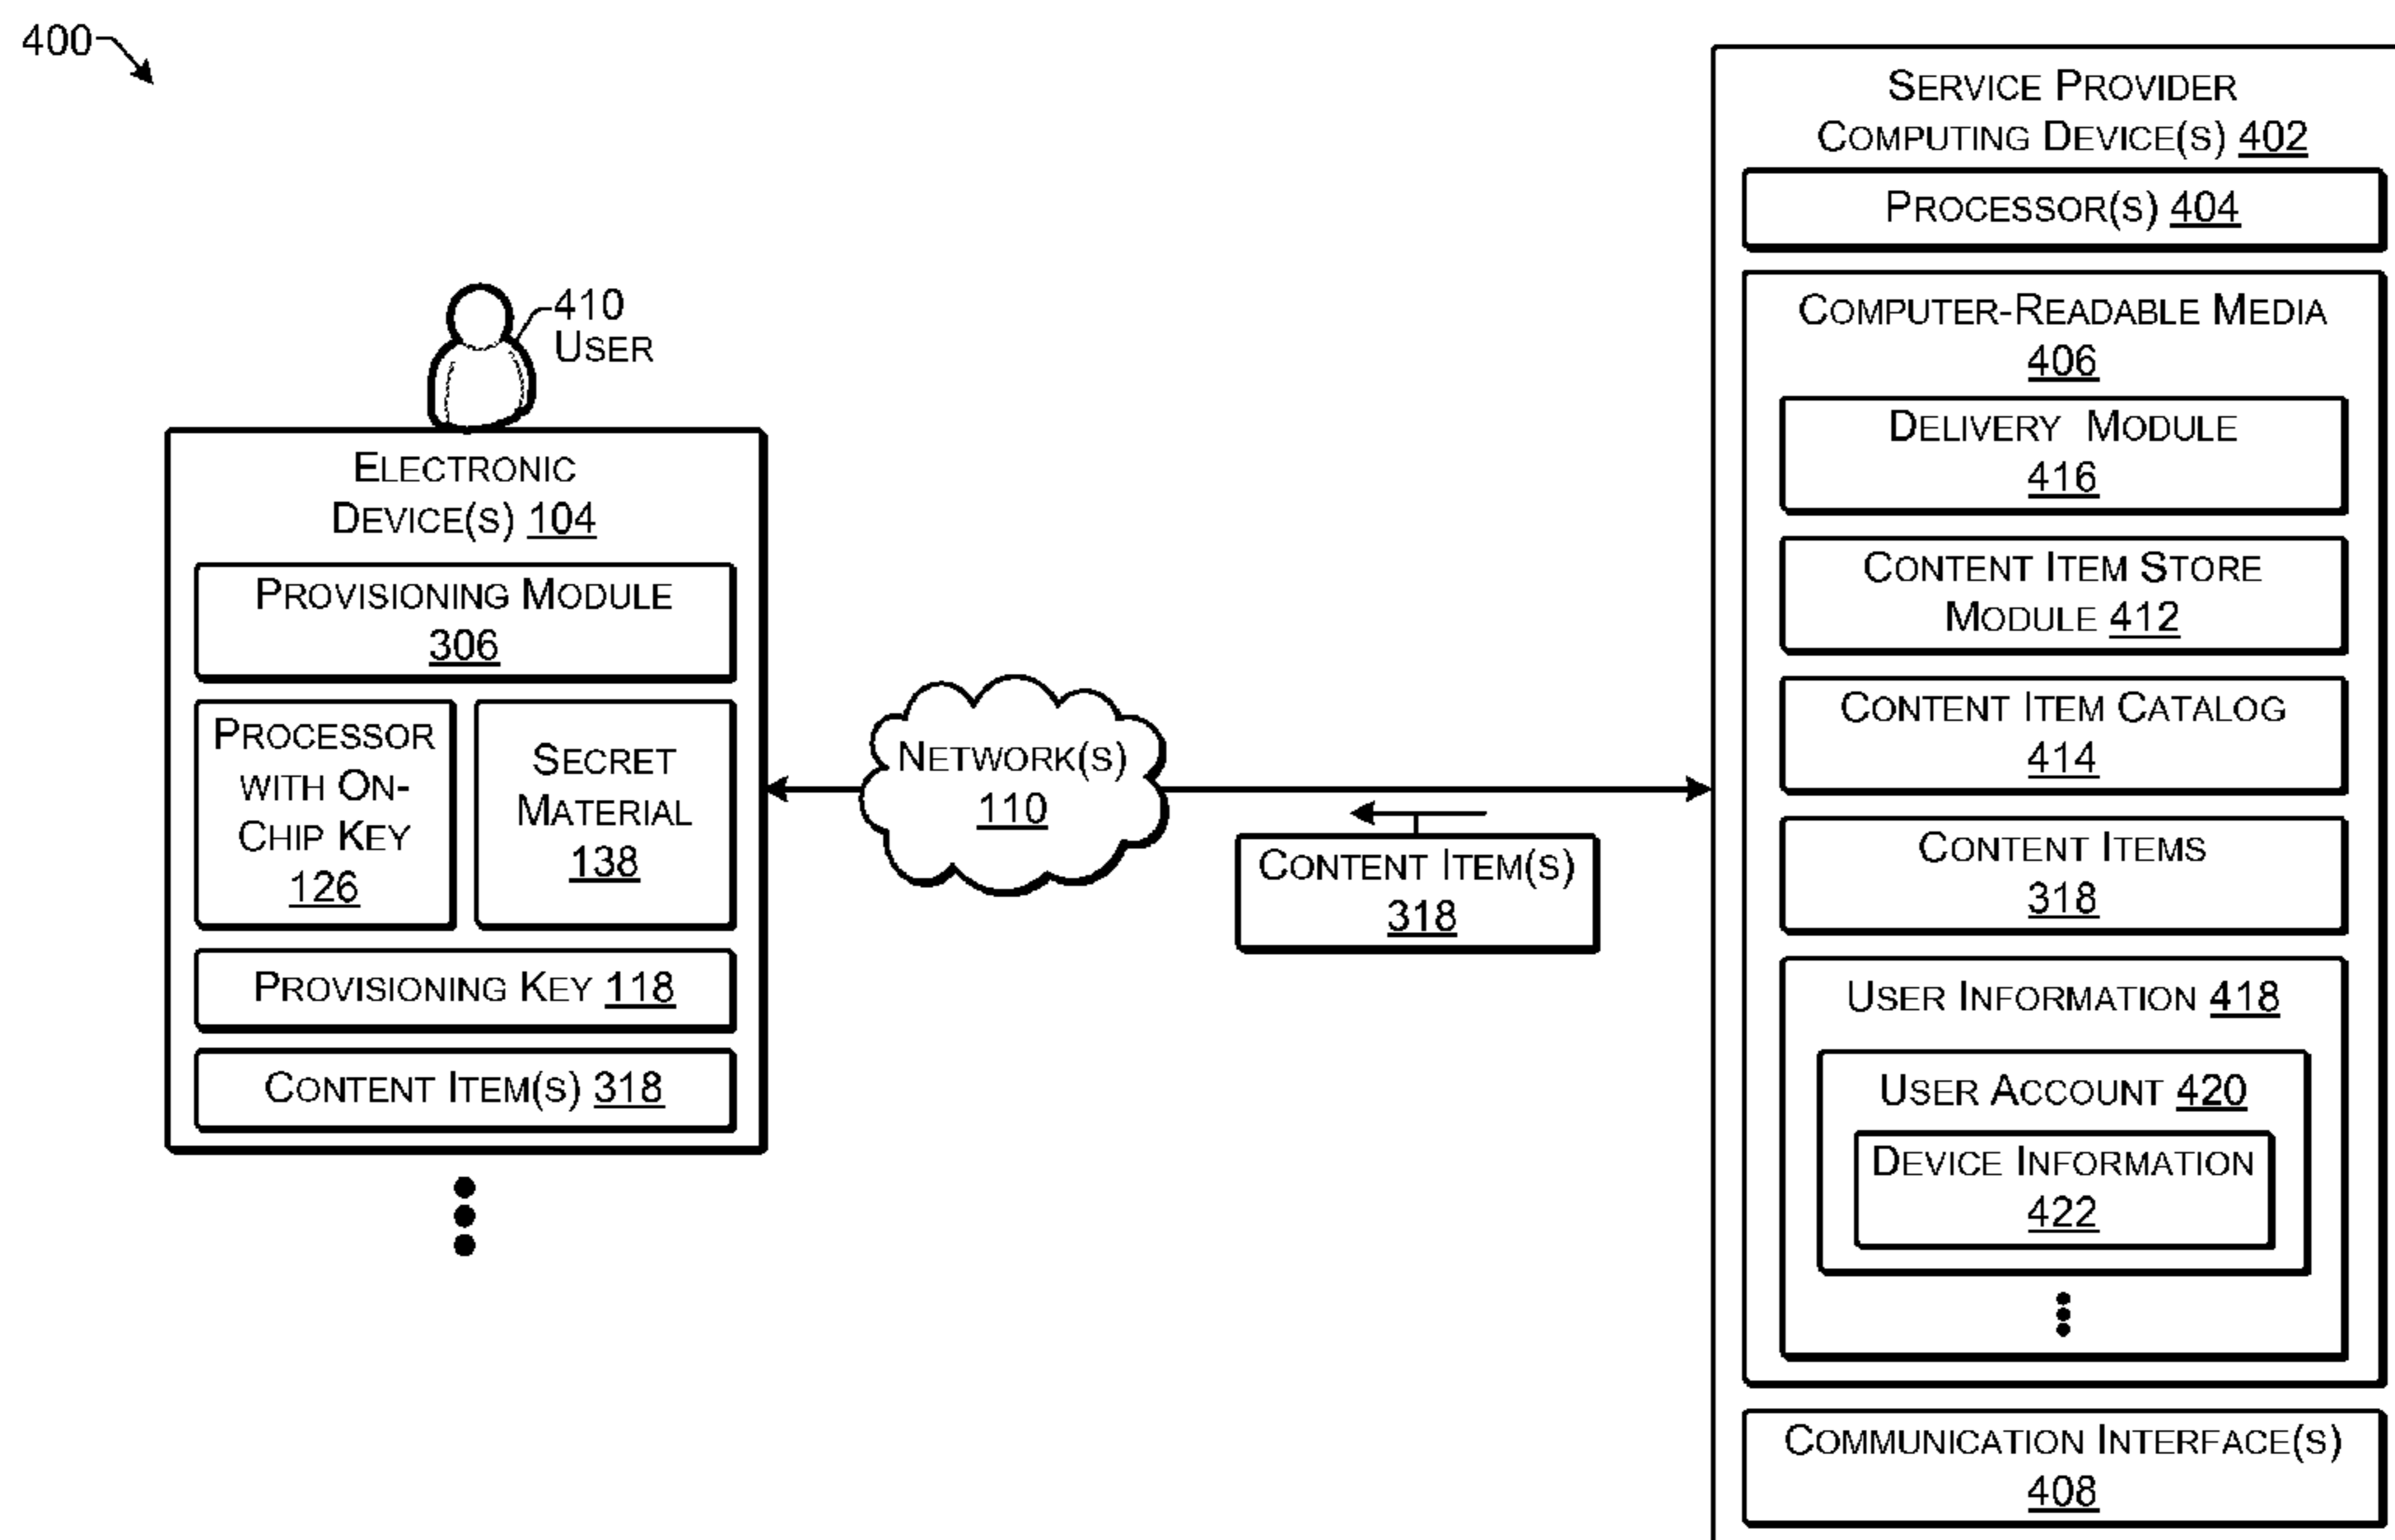 400
410
USER
ELECTRONIC
DEVICE(S) 104
PROVISIONING MODULE
306
PROCESSOR
WITH ON-
CHIP KEY
126
SECRET
MATERIAL
138
PROVISIONING KEY 118
CONTENT ITEM(S) 318
NETWORK(S)
110
CONTENT ITEM(S)
318
SERVICE PROVIDER
COMPUTING DEVICE(S) 402
PROCESSOR(S) 404
COMPUTER-READABLE MEDIA
406
DELIVERY MODULE
416
CONTENT ITEM STORE
MODULE 412
CONTENT ITEM CATALOG
414
CONTENT ITEMS
318
USER INFORMATION 418
USER ACCOUNT 420
DEVICE INFORMATION
422
COMMUNICATION INTERFACE(S)
408